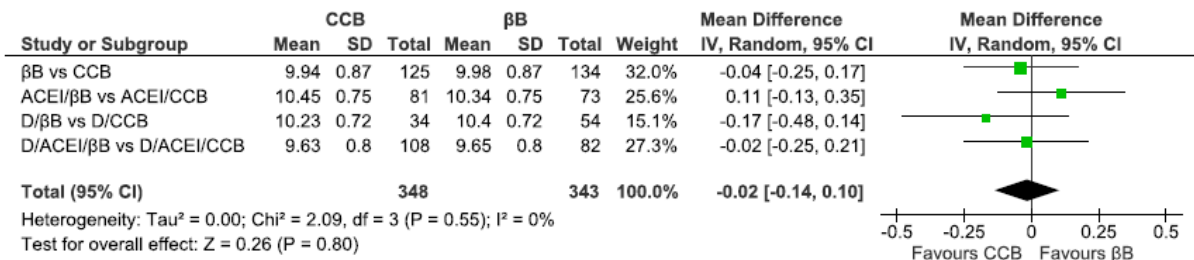 CCB βB Mean Difference Mean Difference
Study or Subgroup Mean SD Total Mean SD Total Weight IV, Random, 95% CI IV, Random, 95% CI
βB vs CCB 9.94 0.87 125 9.98 0.87 134 32.0% -0.04 [-0.25, 0.17]
ACEI/βB vs ACEI/CCB 10.45 0.75 81 10.34 0.75 73 25.6% 0.11 [-0.13, 0.35]
D/βB vs D/CCB 10.23 0.72 34 10.4 0.72 54 15.1% -0.17 [-0.48, 0.14]
D/ACEI/βB vs D/ACEI/CCB 9.63 0.8 108 9.65 0.8 82 27.3% -0.02 [-0.25, 0.21]
Total (95% CI) 348 343 100.0% -0.02 [-0.14, 0.10]
Heterogeneity: Tau² = 0.00; Chi² = 2.09, df = 3 (P = 0.55); I² = 0%
Test for overall effect: Z = 0.26 (P = 0.80)
-0.5 -0.25 0 0.25 0.5
Favours CCB Favours βB